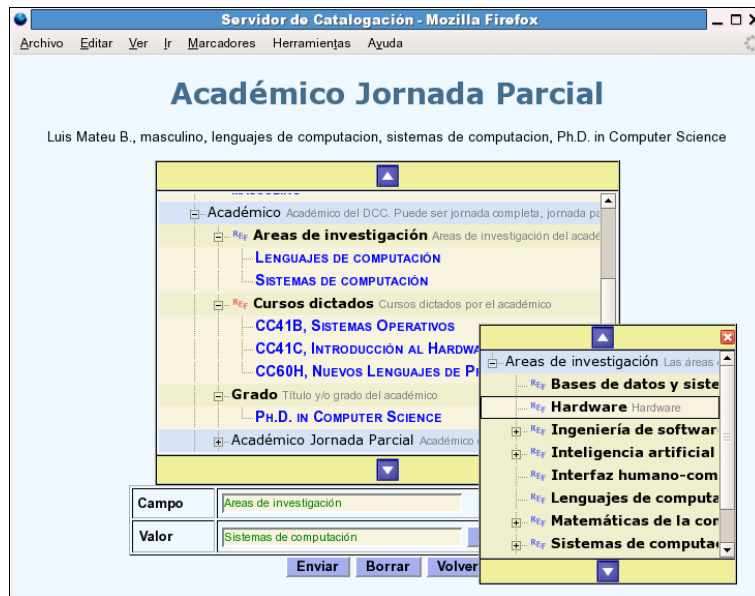 Servidor de Catalogación - Mozilla Firefox
Archivo Editar Ver Ir Marcadores Herramientas Ayuda
Académico Jornada Parcial
Luis Mateu B., masculino, lenguajes de computacion, sistemas de computacion, Ph.D. in Computer Science
Académico Académico del DCC. Puede ser jornada completa, jornada pa
REF Areas de investigación Areas de investigación del acadé
LENGUAJES DE COMPUTACIÓN
SISTEMAS DE COMPUTACIÓN
REF Cursos dictados Cursos dictados por el académico
CC41B, SISTEMAS OPERATIVOS
CC41C, INTRODUCCIÓN AL HARDWA
CC60H, NUEVOS LENGUAJES DE P
Grado Título y/o grado del académico
PH.D. IN COMPUTER SCIENCE
Académico Jornada Parcial Académico
Areas de investigación Las áreas
REF Bases de datos y siste
REF Hardware Hardware
REF Ingeniería de softwar
REF Inteligencia artificial
REF Interfaz humano-com
REF Lenguajes de computa
REF Matemáticas de la con
REF Sistemas de computa
Campo Areas de investigación
Valor Sistemas de computación
Enviar Borrar Volver